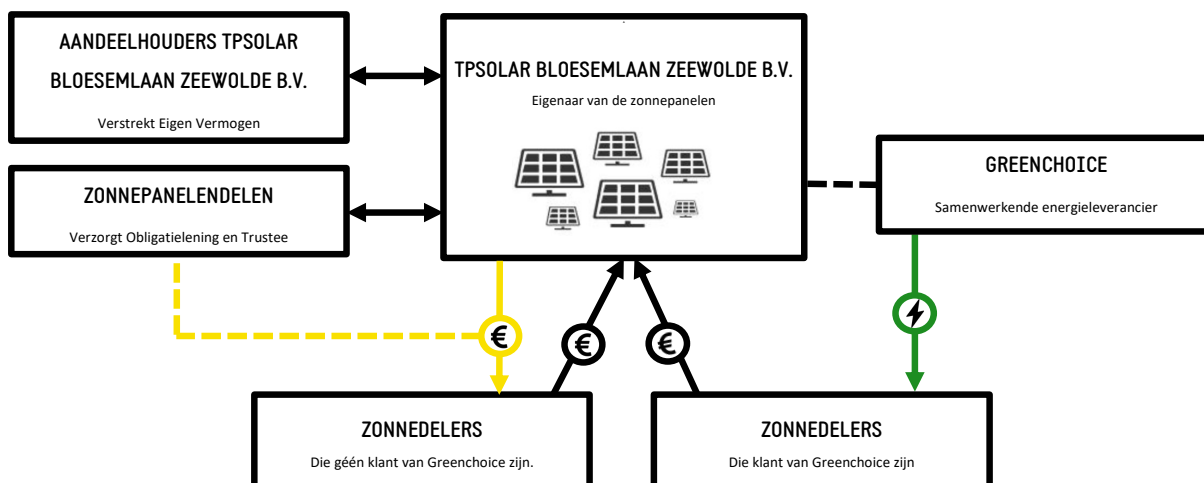 AANDEELHOUDERS TPSOLAR
BLOESEMLAAN ZEEWOLDE B.V.
Verstrekt Eigen Vermogen
TPSOLAR BLOESEMLAAN ZEEWOLDE B.V.
Eigenaar van de zonnepanelen
ZONNEPANELENDELEN
Verzorgt Obligatielening en Trustee
GREENCHOICE
Samenwerkende energieleverancier
€
€
€
ZONNEDELERS
Die géén klant van Greenchoice zijn.
ZONNEDELERS
Die klant van Greenchoice zijn